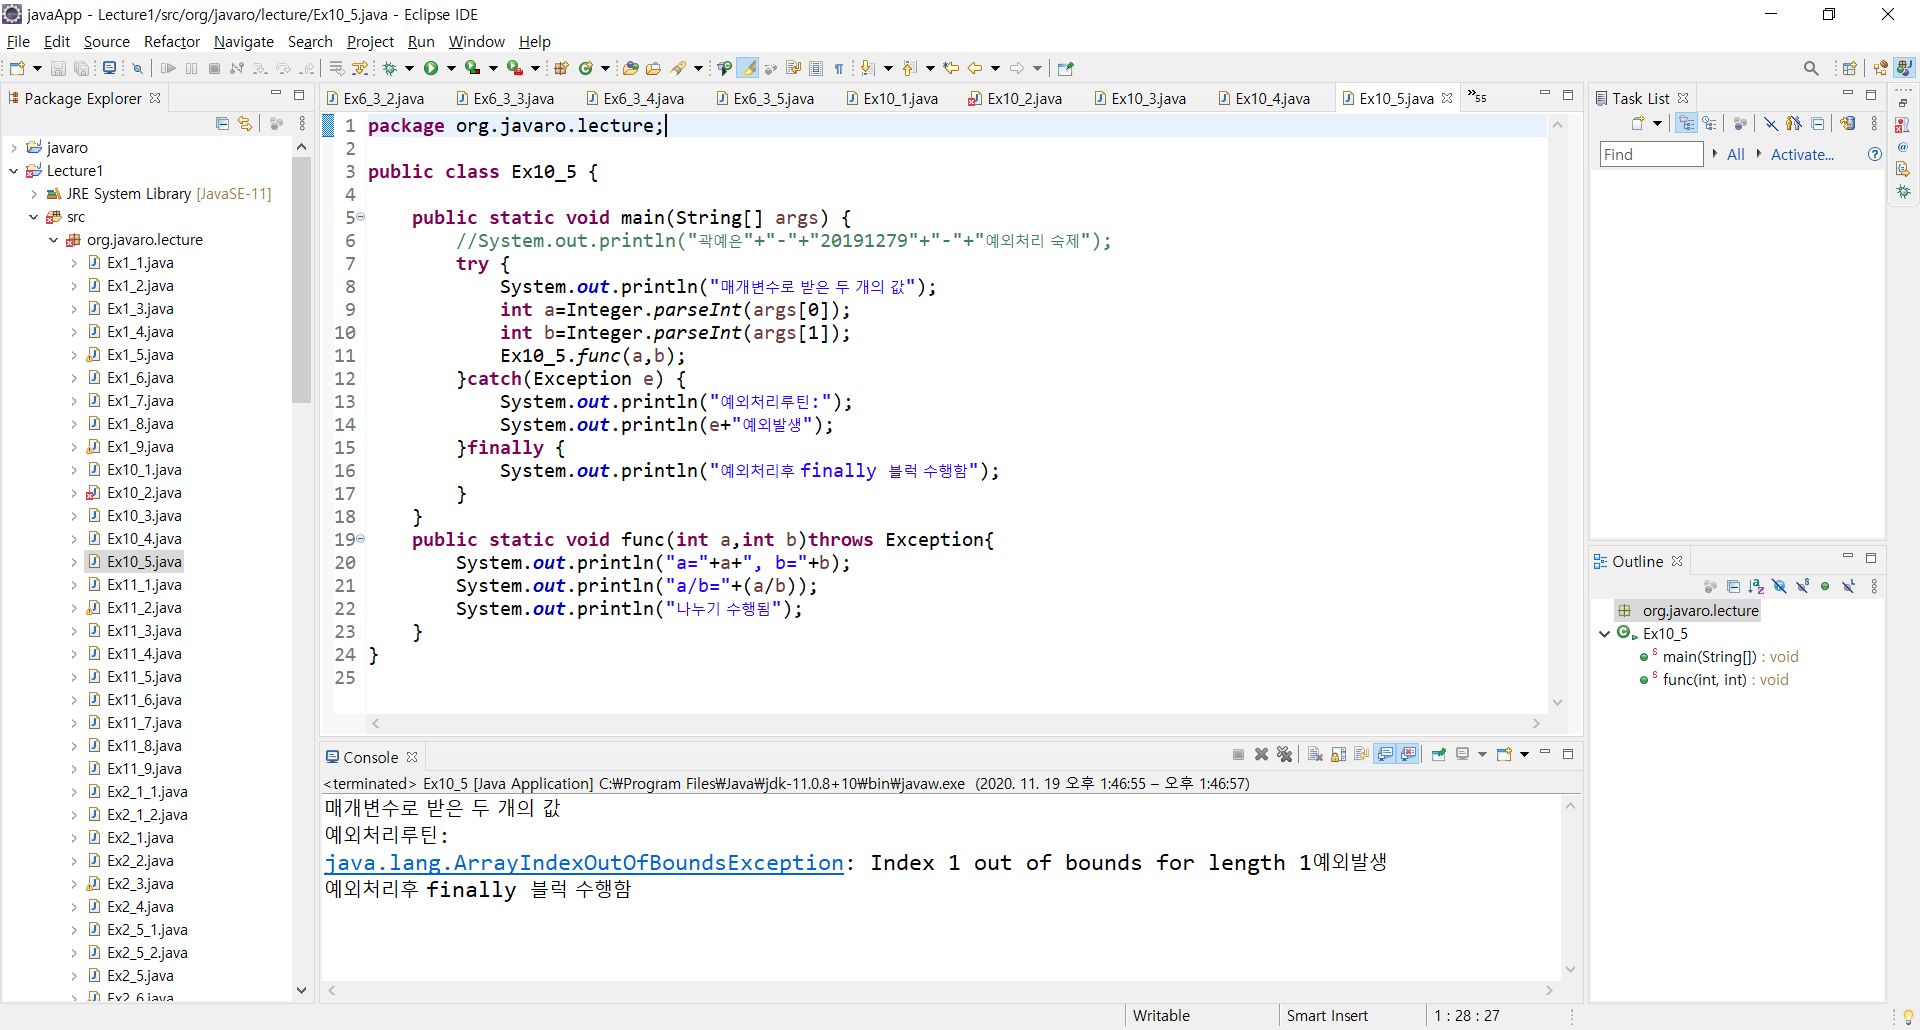 javaApp - Lecture1/src/org/javaro/lecture/Ex10_5.java - Eclipse IDE
File Edit Source Refactor Navigate Search Project Run Window Help
Package Explorer
javaro
Lecture1
JRE System Library [JavaSE-11]
src
org.javaro.lecture
Ex1_1.java
Ex1_2.java
Ex1_3.java
Ex1_4.java
Ex1_5.java
Ex1_6.java
Ex1_7.java
Ex1_8.java
Ex1_9.java
Ex10_1.java
Ex10_2.java
Ex10_3.java
Ex10_4.java
Ex10_5.java
Ex11_1.java
Ex11_2.java
Ex11_3.java
Ex11_4.java
Ex11_5.java
Ex11_6.java
Ex11_7.java
Ex11_8.java
Ex11_9.java
Ex2_1_1.java
Ex2_1_2.java
Ex2_1.java
Ex2_2.java
Ex2_3.java
Ex2_4.java
Ex2_5_1.java
Ex2_5_2.java
Ex2_5.java
Ex2_6.java
Ex6_3_2.java Ex6_3_3.java Ex6_3_4.java Ex6_3_5.java Ex10_1.java Ex10_2.java Ex10_3.java Ex10_4.java Ex10_5.java »55
1 package org.javaro.lecture;
2
3 public class Ex10_5 {
4
5     public static void main(String[] args) {
6         //System.out.println("곽예은"+"-"+"20191279"+"-"+"예외처리 숙제");
7         try {
8             System.out.println("매개변수로 받은 두 개의 값");
9             int a=Integer.parseInt(args[0]);
10             int b=Integer.parseInt(args[1]);
11             Ex10_5.func(a,b);
12         }catch(Exception e) {
13             System.out.println("예외처리루틴:");
14             System.out.println(e+"예외발생");
15         }finally {
16             System.out.println("예외처리후 finally 블럭 수행함");
17         }
18     }
19     public static void func(int a,int b)throws Exception{
20         System.out.println("a="+a+", b="+b);
21         System.out.println("a/b="+(a/b));
22         System.out.println("나누기 수행됨");
23     }
24 }
25
Console
<terminated> Ex10_5 [Java Application] C:₩Program Files₩Java₩jdk-11.0.8+10₩bin₩javaw.exe (2020. 11. 19 오후 1:46:55 – 오후 1:46:57)
매개변수로 받은 두 개의 값
예외처리루틴:
java.lang.ArrayIndexOutOfBoundsException: Index 1 out of bounds for length 1예외발생
예외처리후 finally 블럭 수행함
Task List
Find All Activate...
Outline
org.javaro.lecture
Ex10_5
main(String[]) : void
func(int, int) : void
Writable Smart Insert 1 : 28 : 27